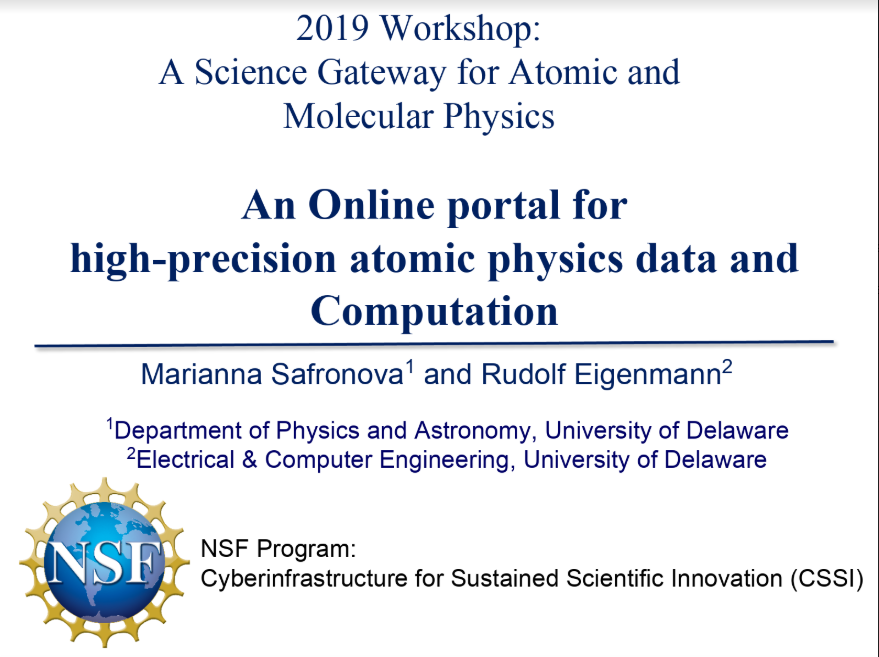 2019 Workshop:
A Science Gateway for Atomic and
Molecular Physics
An Online portal for
high-precision atomic physics data and
Computation
Marianna Safronova¹ and Rudolf Eigenmann²
¹Department of Physics and Astronomy, University of Delaware
²Electrical & Computer Engineering, University of Delaware
NSF
NSF Program:
Cyberinfrastructure for Sustained Scientific Innovation (CSSI)